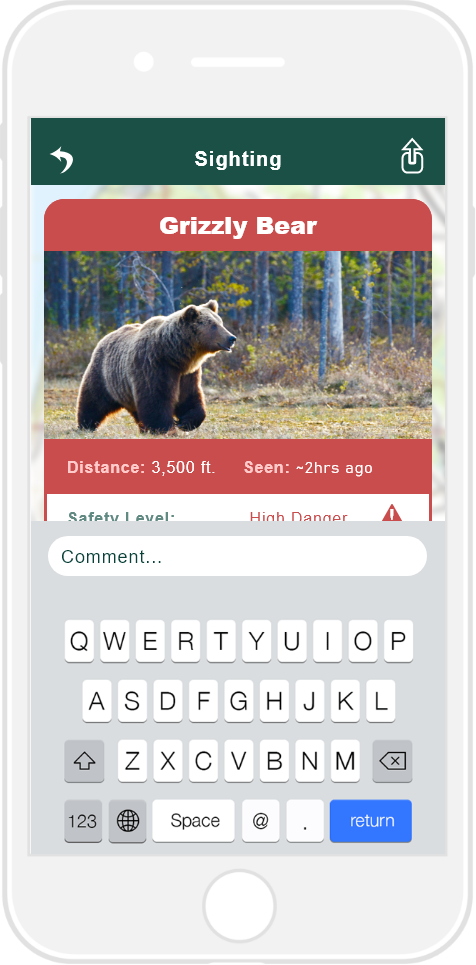 Sighting
Grizzly Bear
Distance: 3,500 ft. Seen: ~2hrs ago
Safety Level: High Danger
Comment...
Q W E R T Y U I O P
A S D F G H J K L
Z X C V B N M
123 Space @ . return